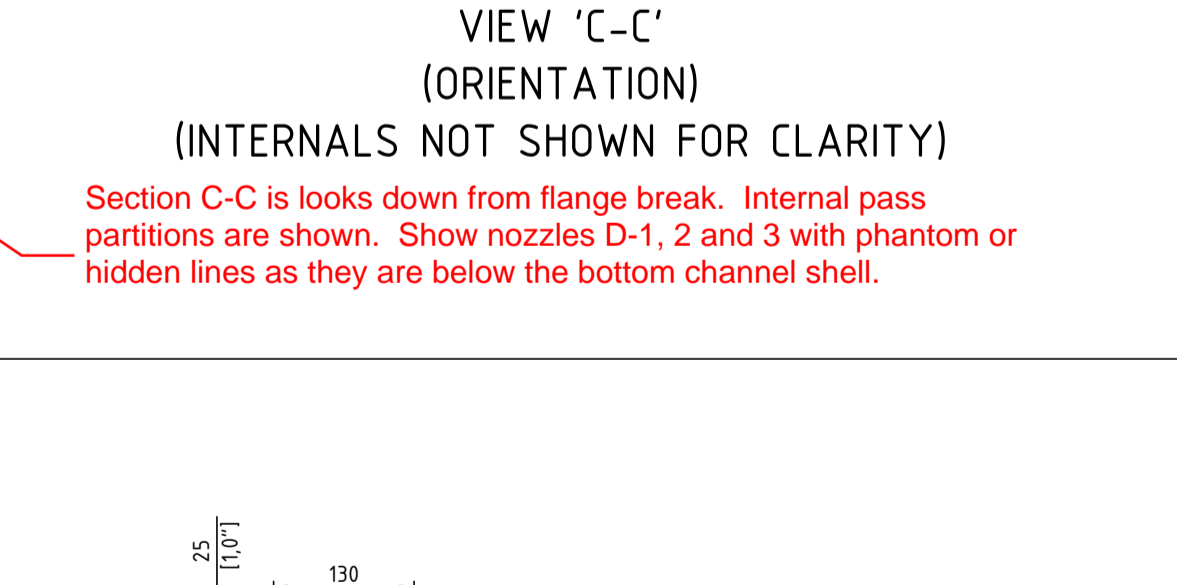 VIEW 'C-C'
(ORIENTATION)
(INTERNALS NOT SHOWN FOR CLARITY)
Section C-C is looks down from flange break.  Internal pass
partitions are shown.  Show nozzles D-1, 2 and 3 with phantom or
hidden lines as they are below the bottom channel shell.
25
[1,0"]
130